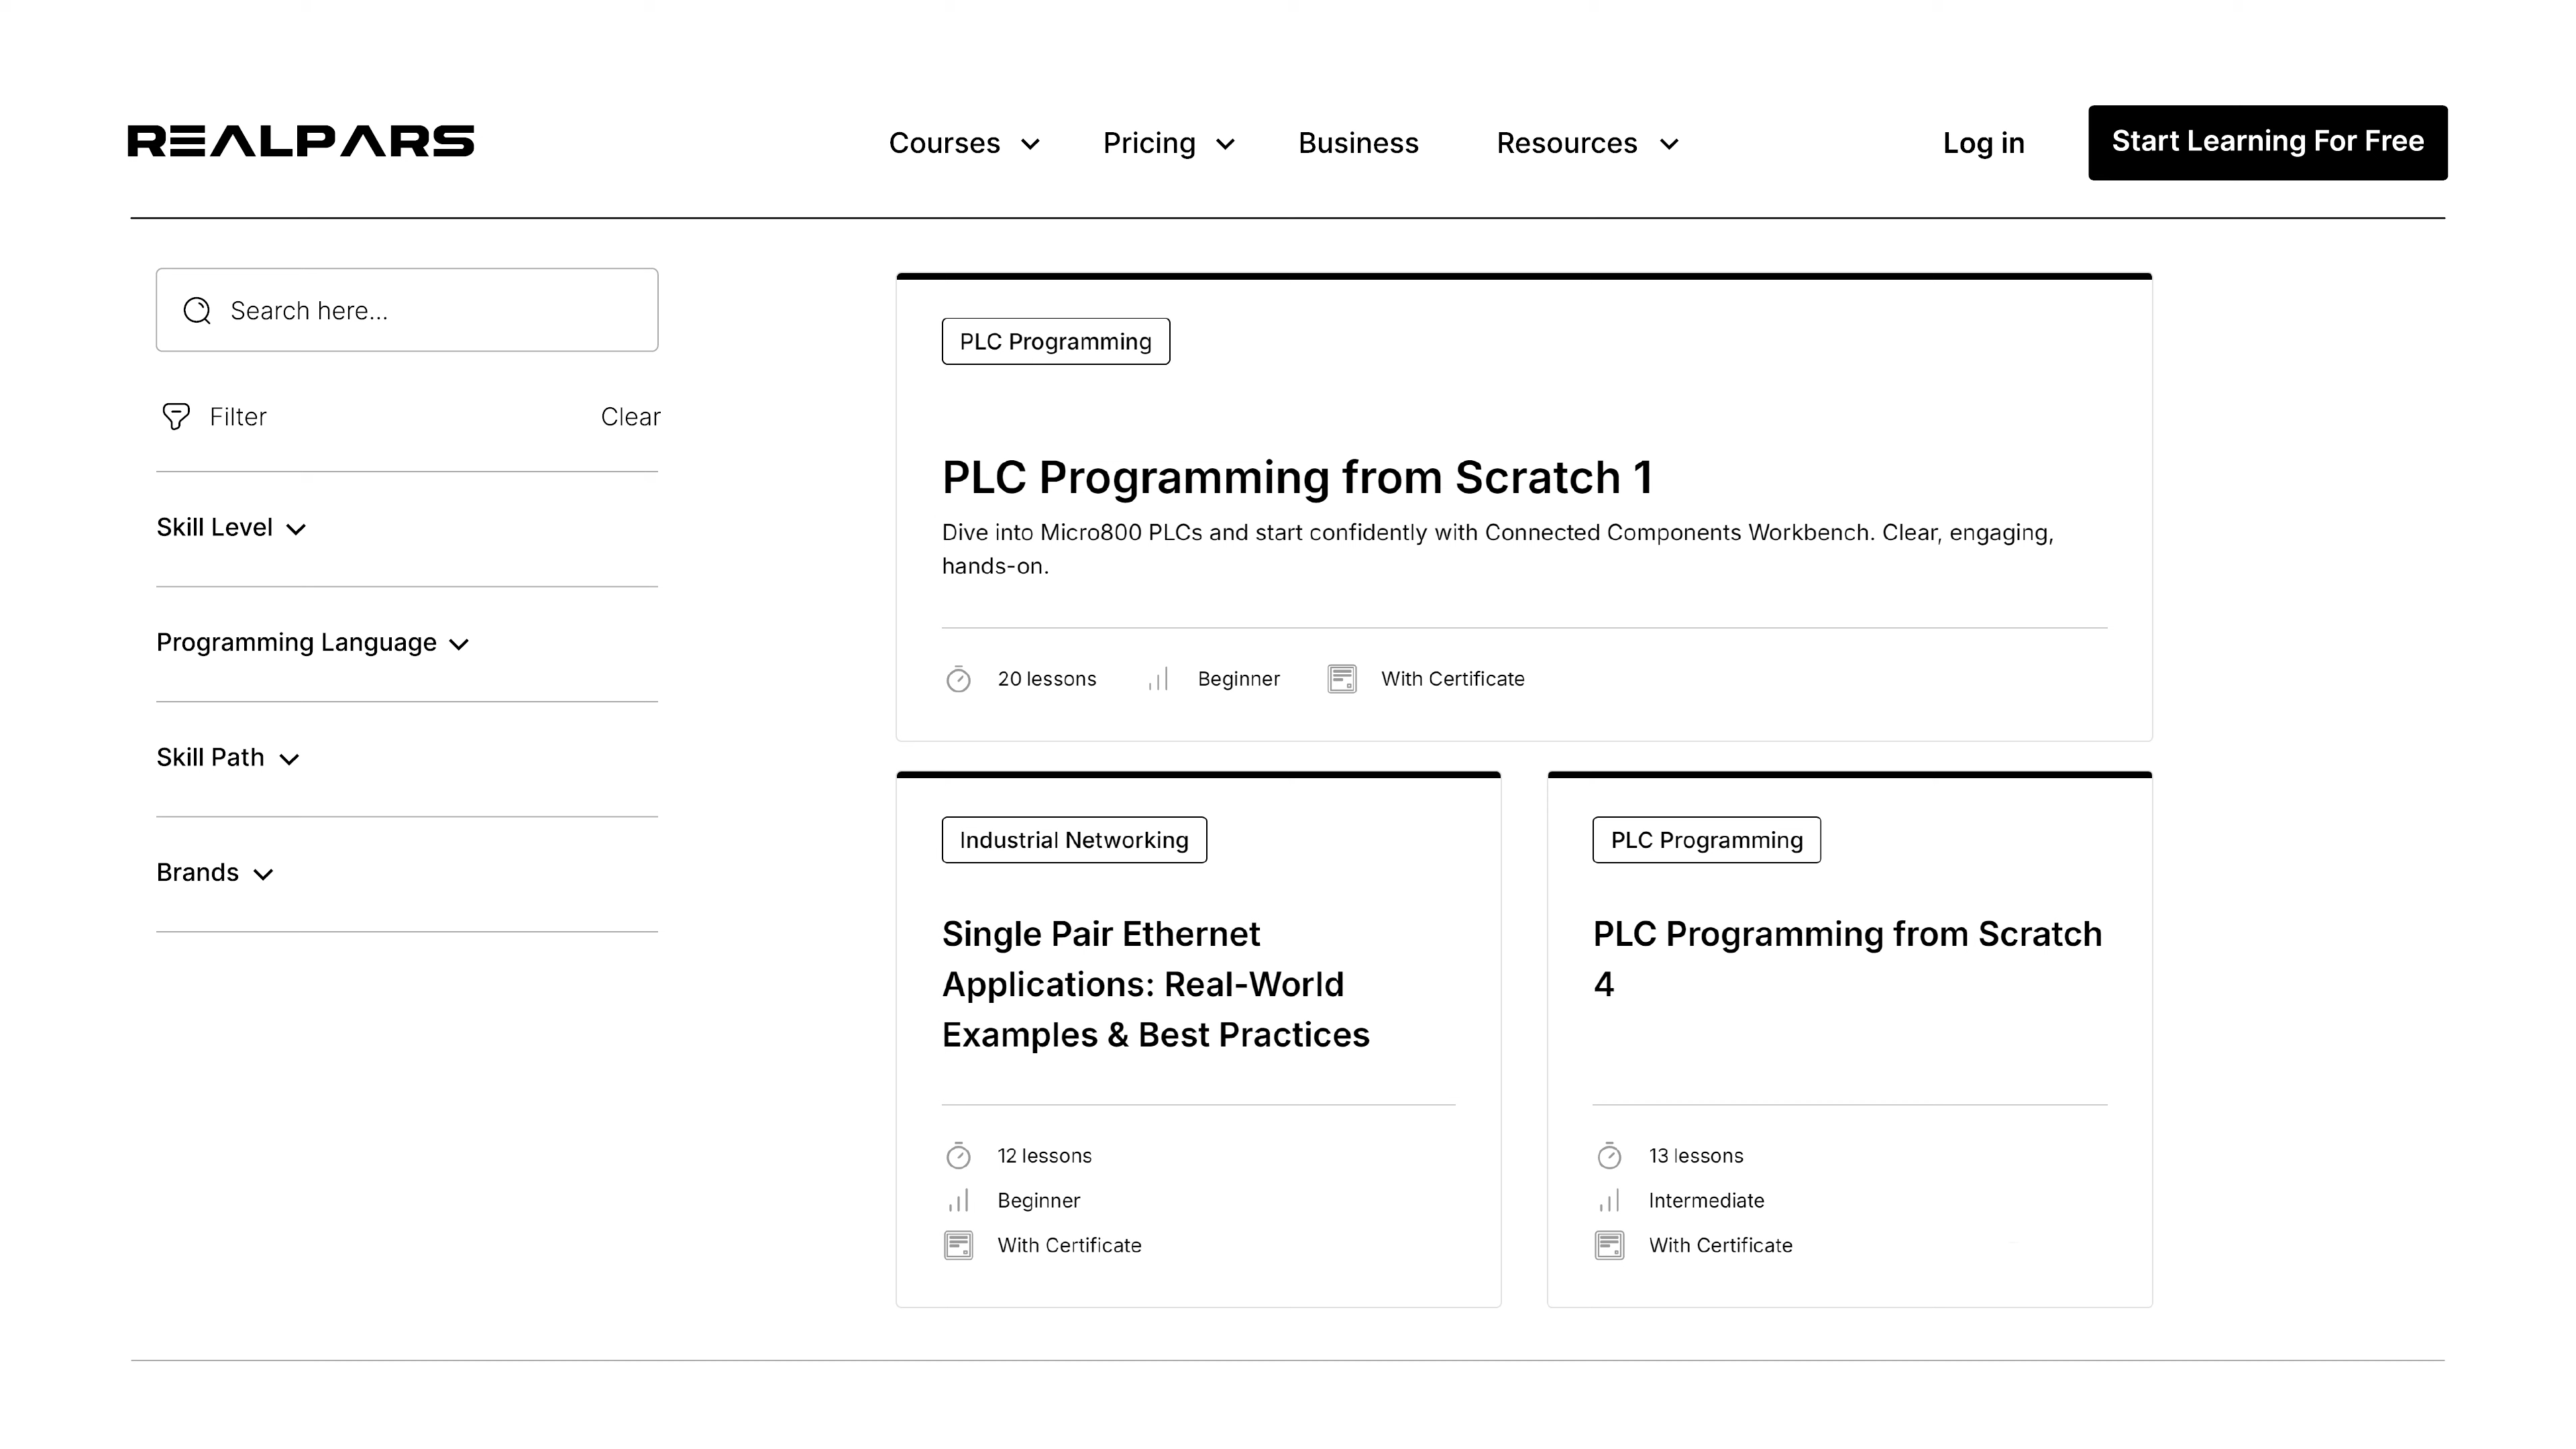 REALPARS
Courses
Pricing
Business
Resources
Log in
Start Learning For Free
Search here...
Filter
Clear
Skill Level
Programming Language
Skill Path
Brands
PLC Programming
PLC Programming from Scratch 1
Dive into Micro800 PLCs and start confidently with Connected Components Workbench. Clear, engaging,
hands-on.
20 lessons
Beginner
With Certificate
Industrial Networking
Single Pair Ethernet
Applications: Real-World
Examples & Best Practices
12 lessons
Beginner
With Certificate
PLC Programming
PLC Programming from Scratch
4
13 lessons
Intermediate
With Certificate